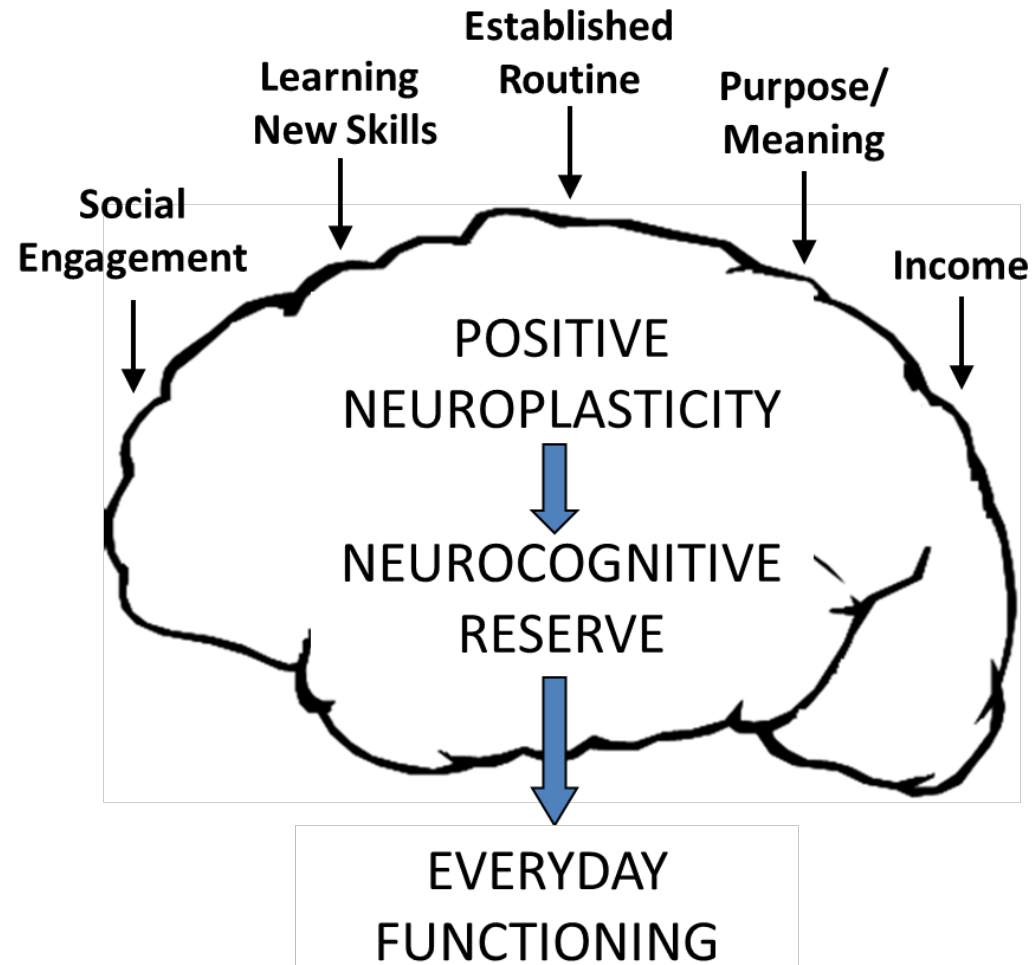 Established
Routine
Learning
New Skills
Purpose/
Meaning
Social
Engagement
Income
POSITIVE
NEUROPLASTICITY
NEUROCOGNITIVE
RESERVE
EVERYDAY
FUNCTIONING